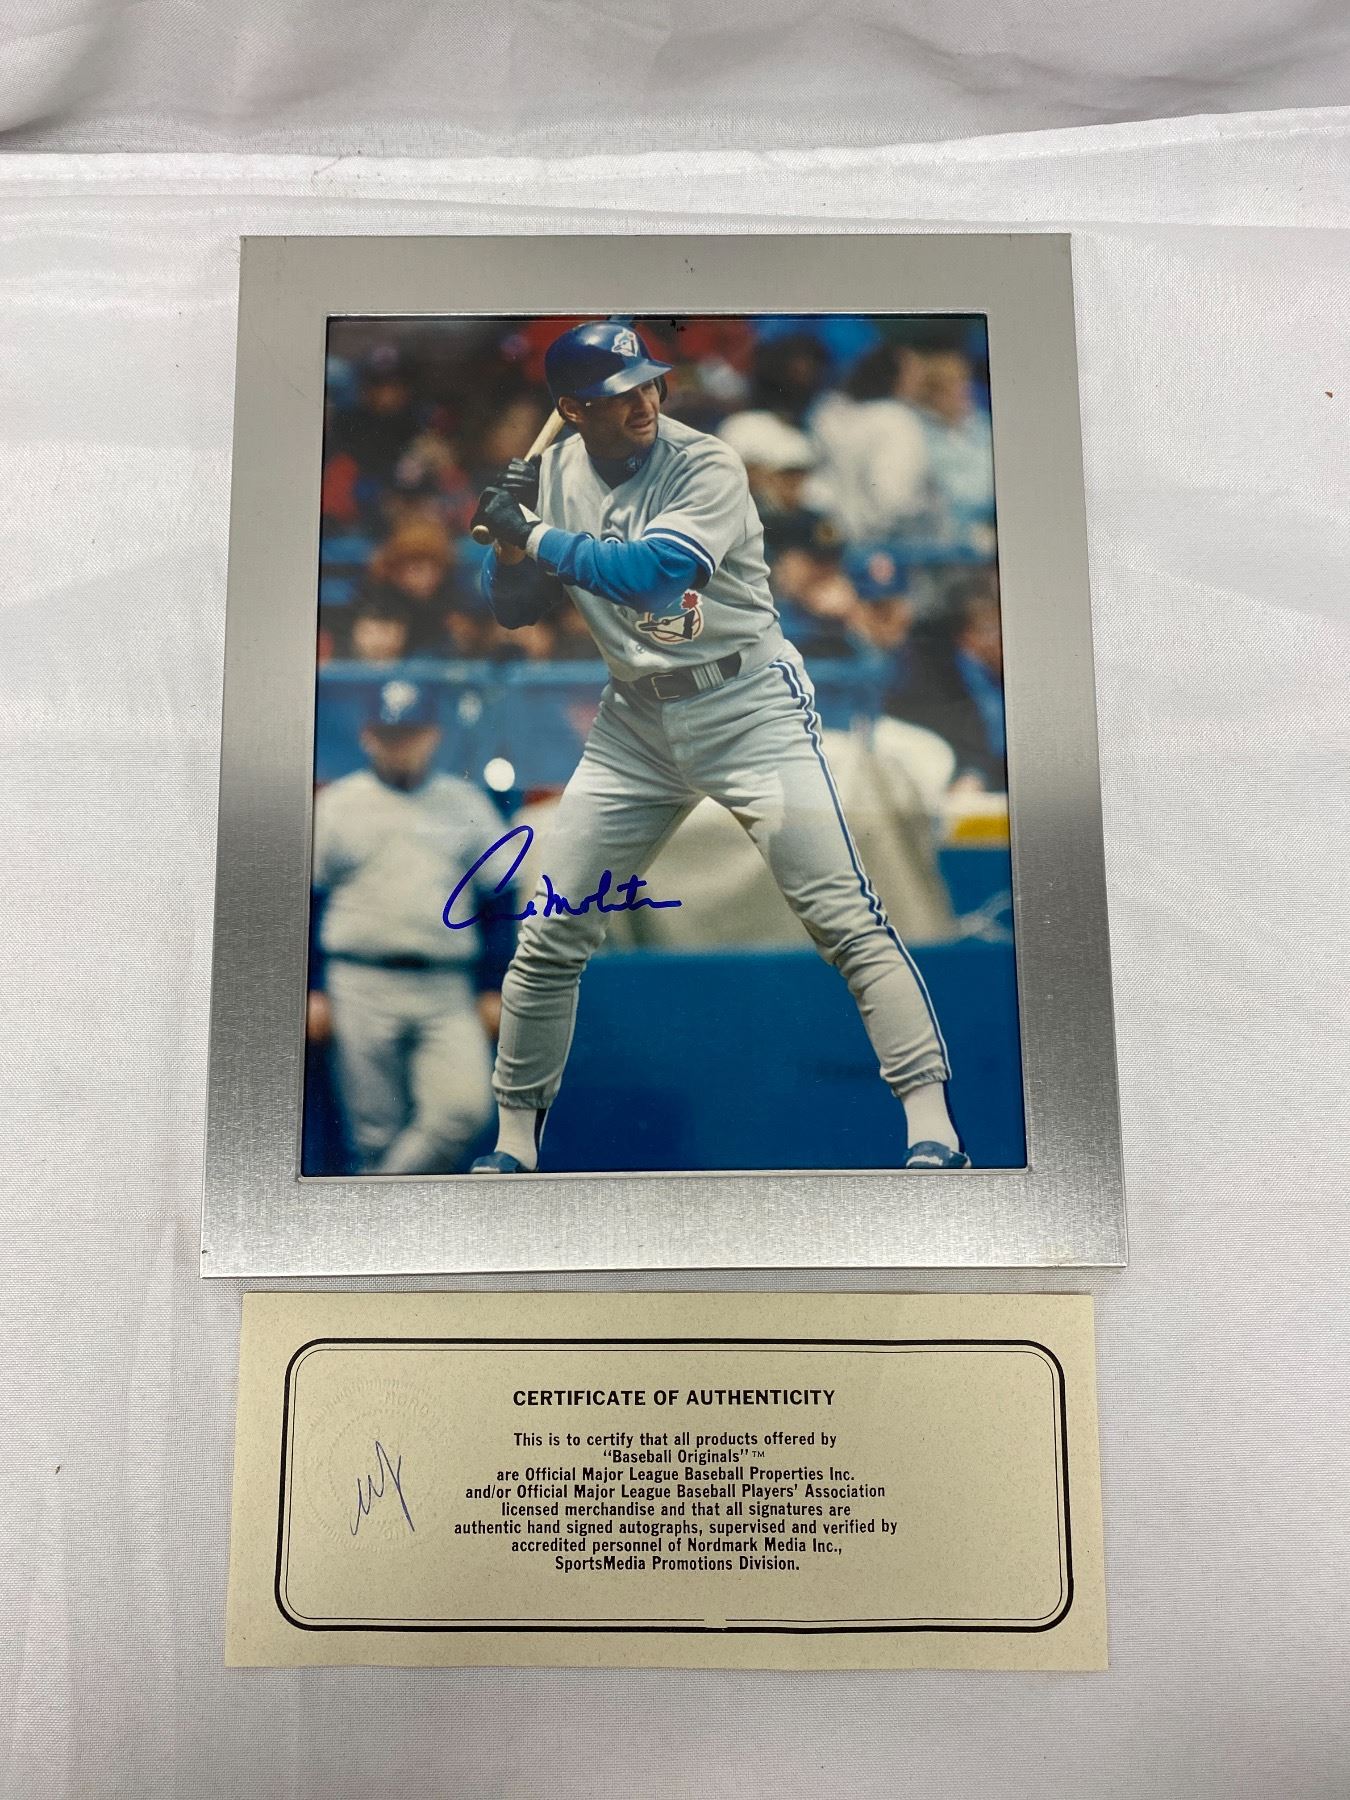 Paul Molitor
CERTIFICATE OF AUTHENTICITY
This is to certify that all products offered by
"Baseball Originals"™
are Official Major League Baseball Properties Inc.
and/or Official Major League Baseball Players' Association
licensed merchandise and that all signatures are
authentic hand signed autographs, supervised and verified by
accredited personnel of Nordmark Media Inc.,
SportsMedia Promotions Division.